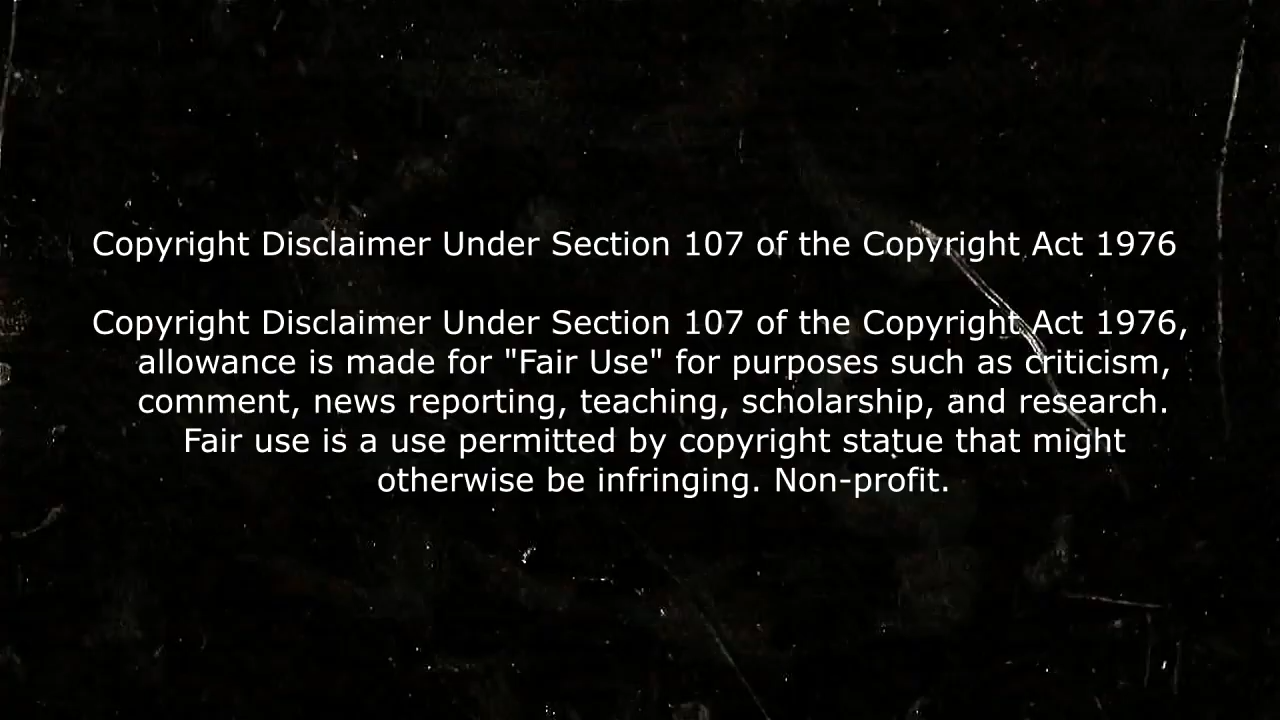 Copyright Disclaimer Under Section 107 of the Copyright Act 1976
Copyright Disclaimer Under Section 107 of the Copyright Act 1976,
allowance is made for "Fair Use" for purposes such as criticism,
comment, news reporting, teaching, scholarship, and research.
Fair use is a use permitted by copyright statue that might
otherwise be infringing. Non-profit.